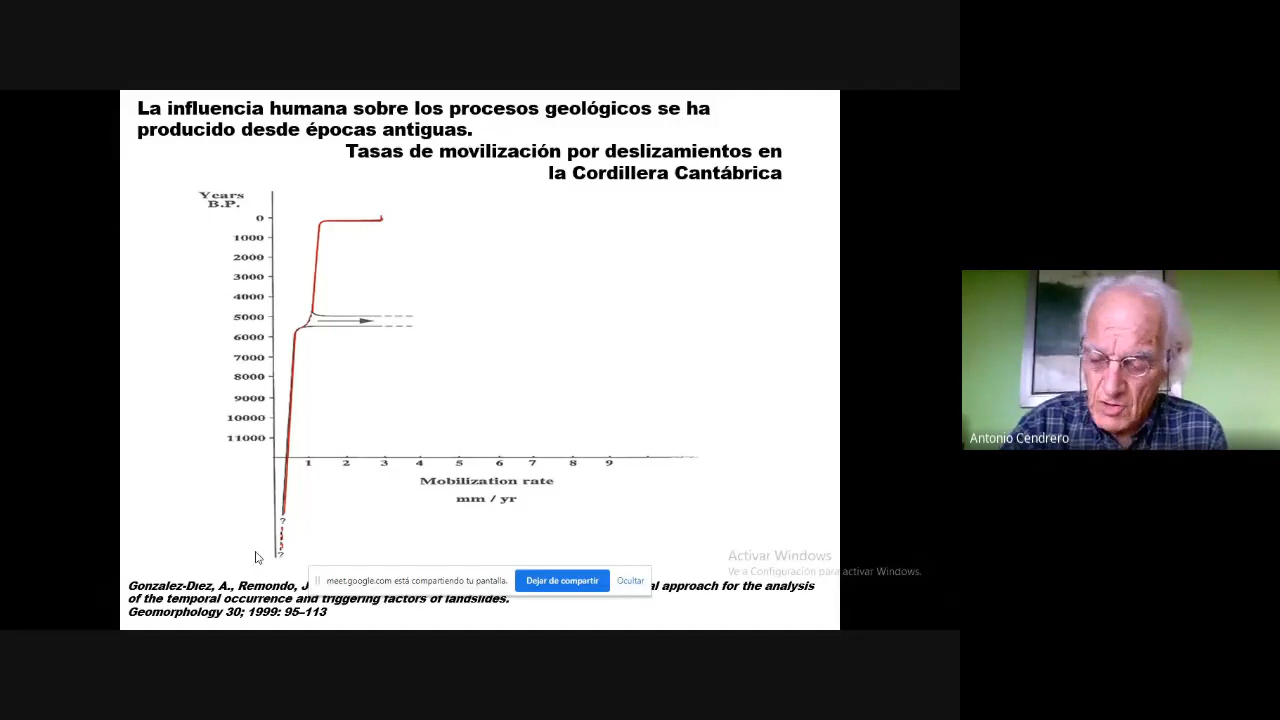 La influencia humana sobre los procesos geológicos se ha
producido desde épocas antiguas.
Tasas de movilización por deslizamientos en
la Cordillera Cantábrica
Years
B.P.
0
1000
2000
3000
4000
5000
6000
7000
8000
9000
10000
11000
1 2 3 4 5 6 7 8 9
Mobilization rate
mm / yr
?
?
Antonio Cendrero
Activar Windows
Ve a Configuración para activar Windows.
meet.google.com está compartiendo tu pantalla. Dejar de compartir Ocultar
Gonzalez-Dıez, A., Remondo, J al approach for the analysis
of the temporal occurrence and triggering factors of landslides.
Geomorphology 30; 1999: 95–113